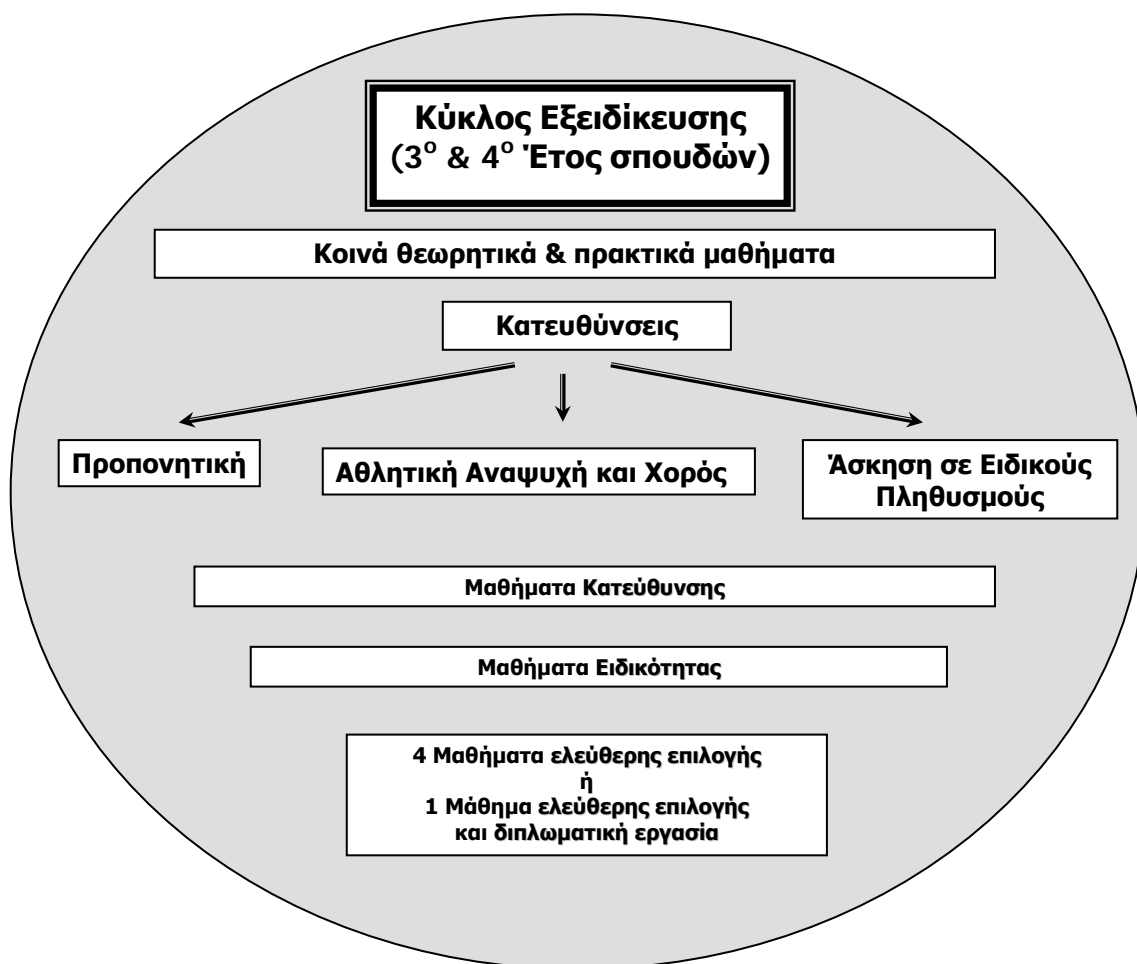 Κύκλος Εξειδίκευσης
(3ο & 4ο Έτος σπουδών)
Κοινά θεωρητικά & πρακτικά μαθήματα
Κατευθύνσεις
Προπονητική
Αθλητική Αναψυχή και Χορός
Άσκηση σε Ειδικούς
Πληθυσμούς
Μαθήματα Κατεύθυνσης
Μαθήματα Ειδικότητας
4 Μαθήματα ελεύθερης επιλογής
ή
1 Μάθημα ελεύθερης επιλογής
και διπλωματική εργασία